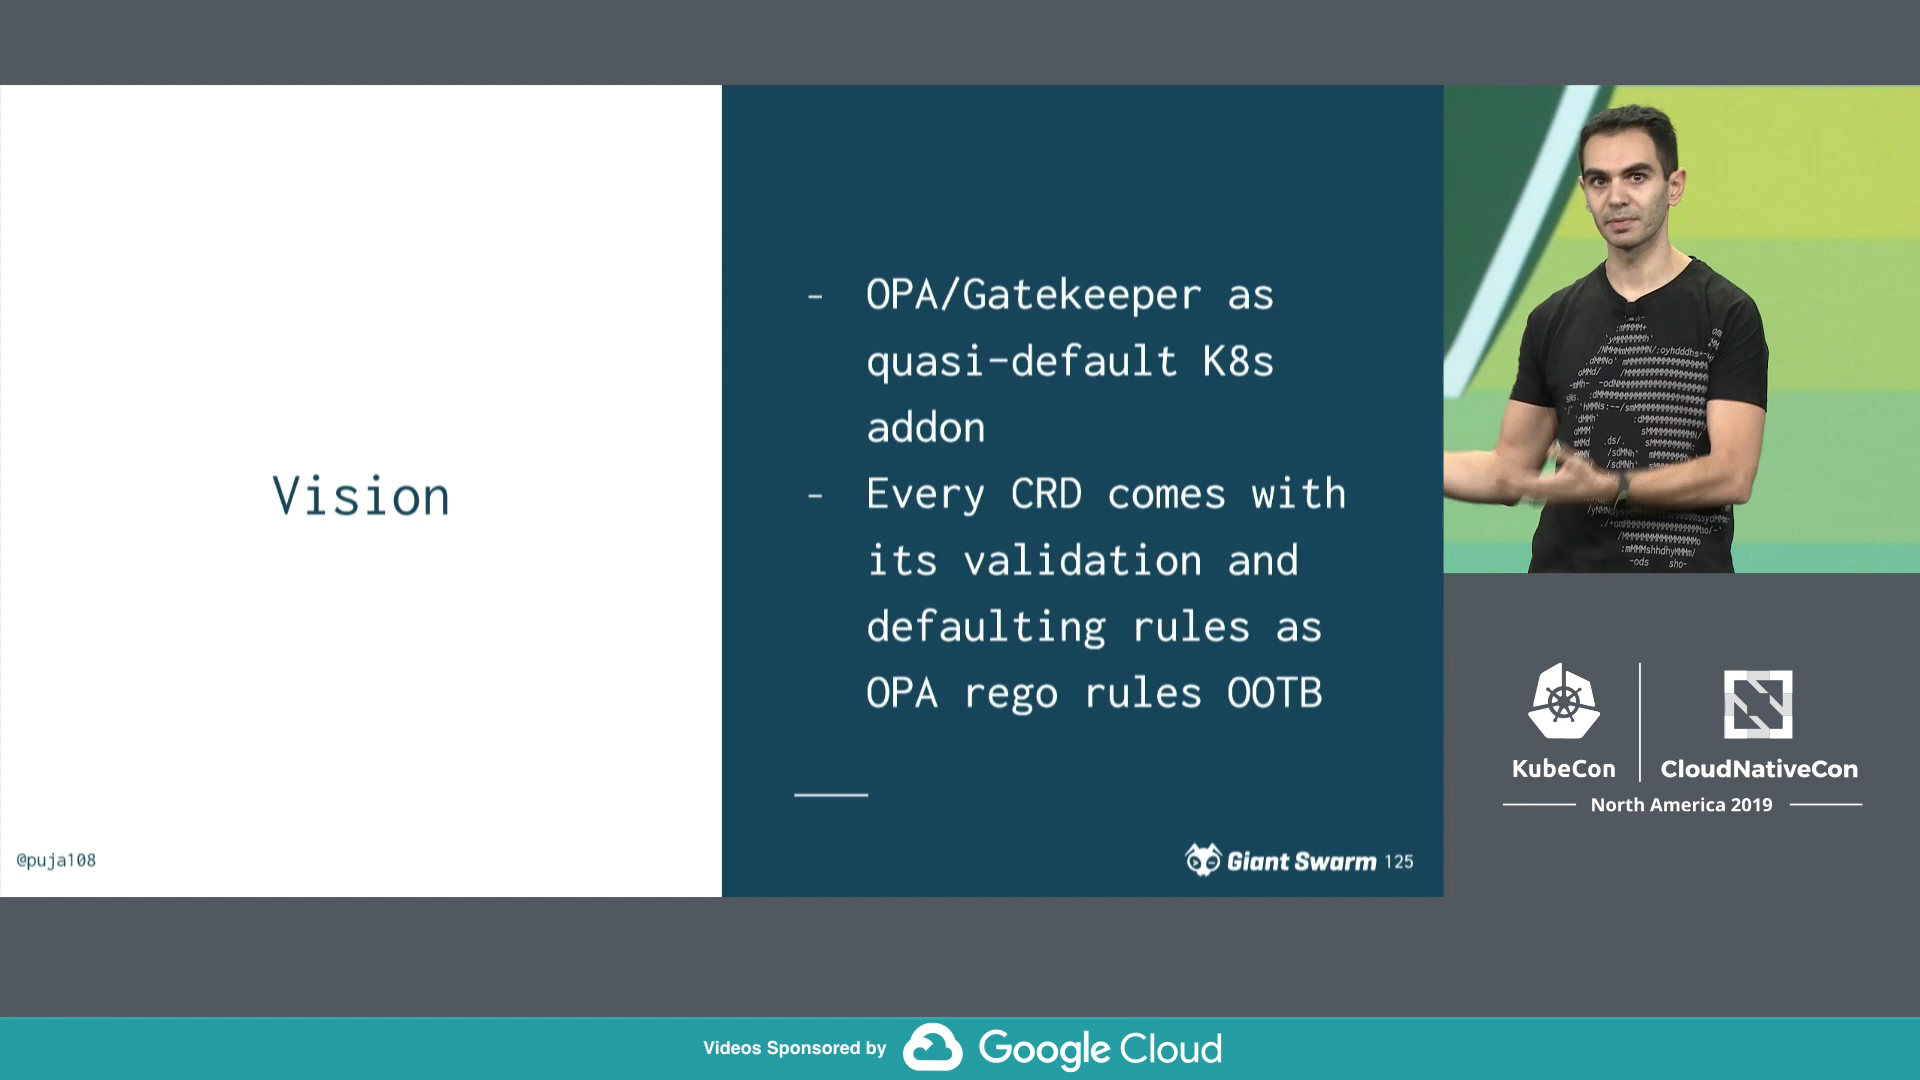 Vision
- OPA/Gatekeeper as
quasi-default K8s
addon
- Every CRD comes with
its validation and
defaulting rules as
OPA rego rules OOTB
@puja108
Giant Swarm 125
KubeCon
CloudNativeCon
North America 2019
Videos Sponsored by Google Cloud